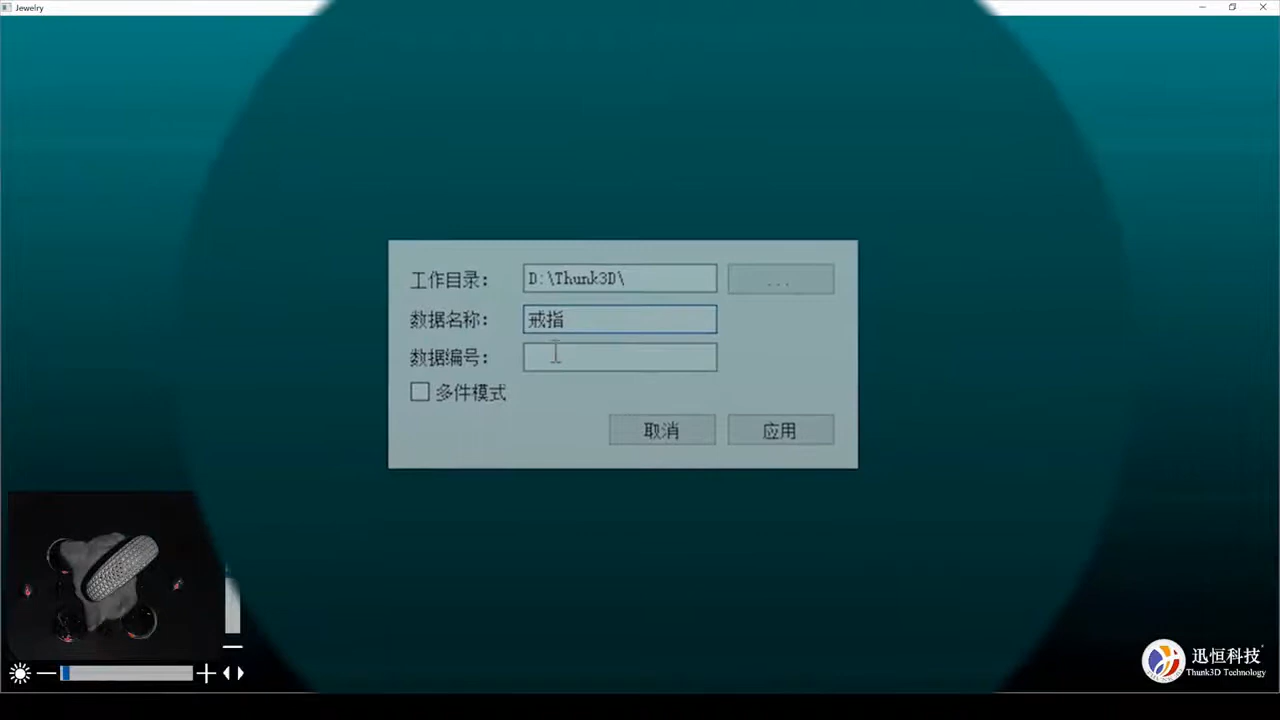 Jewelry
工作目录：
D:\Thunk3D\
...
数据名称：
戒指
数据编号：
多件模式
取消
应用
迅恒科技
Thunk3D Technology